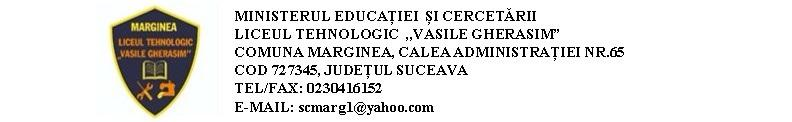 MARGINEA
LICEUL TEHNOLOGIC
„VASILE GHERASIM"
MINISTERUL EDUCAȚIEI ȘI CERCETĂRII
LICEUL TEHNOLOGIC ,,VASILE GHERASIM”
COMUNA MARGINEA, CALEA ADMINISTRAȚIEI NR.65
COD 727345, JUDEȚUL SUCEAVA
TEL/FAX: 0230416152
E-MAIL: scmarg1@yahoo.com